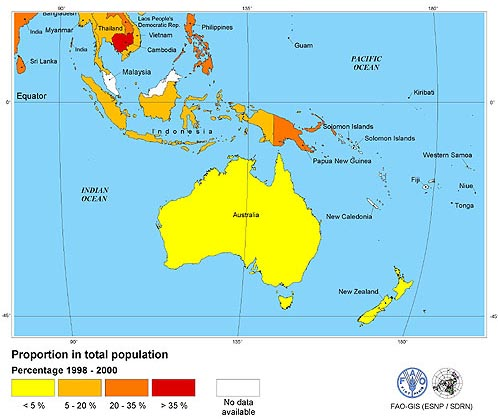 90°
135°
180°
Bangladesh
Laos People's
Democratic Rep.
Thailand
India
Myanmar
Vietnam
Philippines
India
Cambodia
Guam
PACIFIC
OCEAN
Sri Lanka
Malaysia
Kiribati
Equator
0°
0°
Indonesia
Solomon Islands
Solomon Islands
Papua New Guinea
Western Samoa
INDIAN
OCEAN
Fiji
Niue
Australia
New Caledonia
Tonga
New Zealand
-45°
-45°
90°
135°
180°
Proportion in total population
Percentage 1998 - 2000
< 5 %
5 - 20 %
20 - 35 %
> 35 %
No data
available
FAO-GIS (ESNP / SDRN)